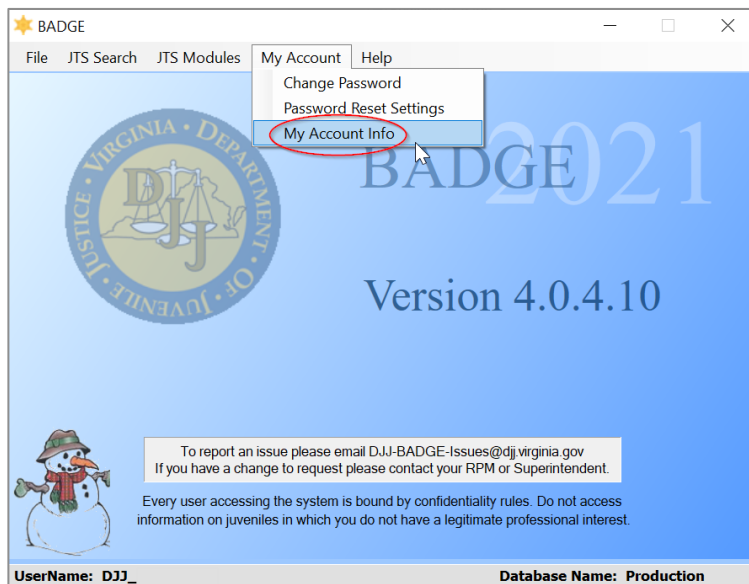 BADGE
File JTS Search JTS Modules My Account Help
Change Password
Password Reset Settings
My Account Info
VIRGINIA • DEPARTMENT OF JUVENILE • JUSTICE •
DJJ
BADGE 2021
Version 4.0.4.10
To report an issue please email DJJ-BADGE-Issues@djj.virginia.gov
If you have a change to request please contact your RPM or Superintendent.
Every user accessing the system is bound by confidentiality rules. Do not access
information on juveniles in which you do not have a legitimate professional interest.
UserName: DJJ_ Database Name: Production